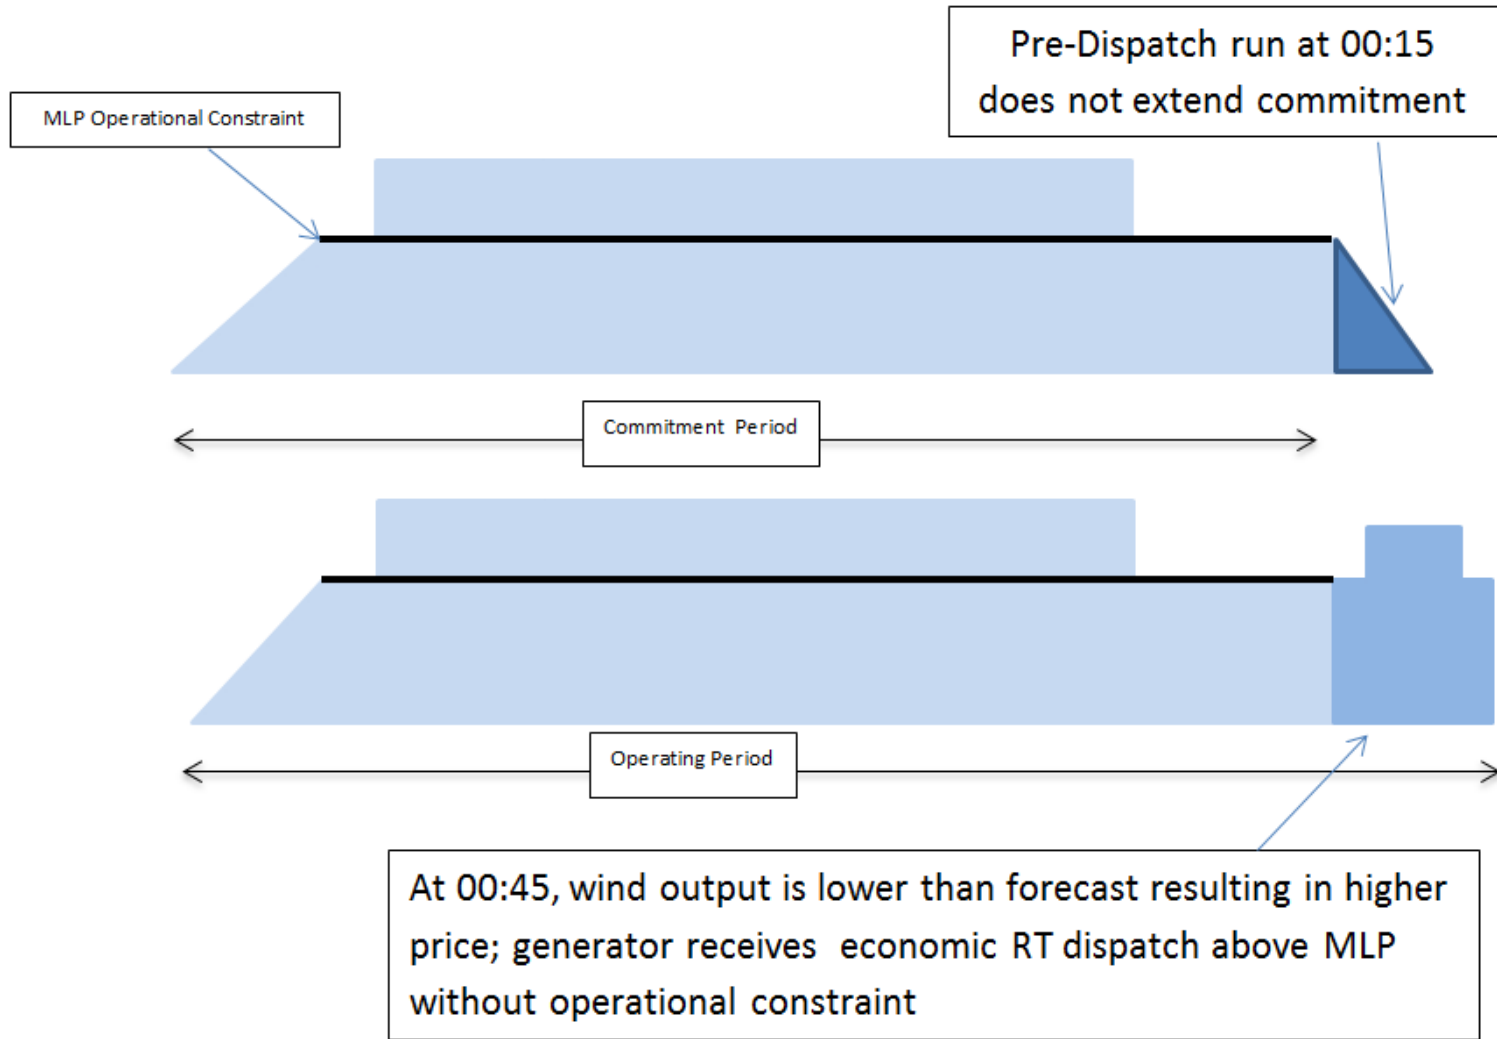 Pre-Dispatch run at 00:15
does not extend commitment
MLP Operational Constraint
Commitment Period
Operating Period
At 00:45, wind output is lower than forecast resulting in higher
price; generator receives economic RT dispatch above MLP
without operational constraint